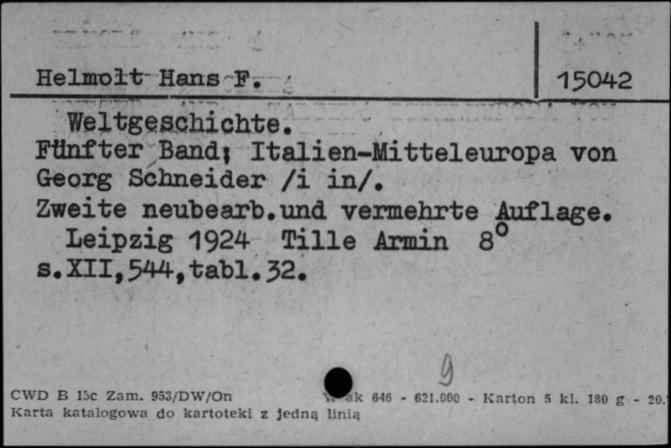 Helmolt Hans F.
15042
Weltgeschichte.
Fünfter Band; Italien-Mitteleuropa von
Georg Schneider /i in/.
Zweite neubearb.und vermehrte Auflage.
Leipzig 1924 Tille Armin 8°
s.XII,544,tabl.32.
9
CWD B 15c Zam. 953/DW/On ak 646 - 621.000 - Karton 5 kl. 180 g - 20.
Karta katalogowa do kartoteki z jedną linią